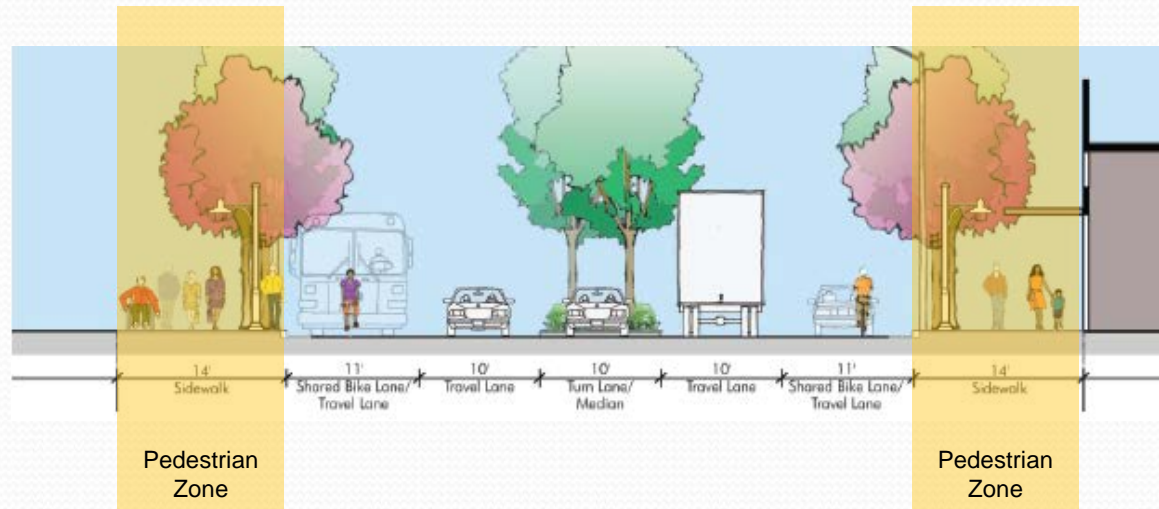 14'
Sidewalk
11'
Shared Bike Lane/
Travel Lane
10'
Travel Lane
10'
Turn Lane/
Median
10'
Travel Lane
11'
Shared Bike Lane/
Travel Lane
14'
Sidewalk
Pedestrian
Zone
Pedestrian
Zone